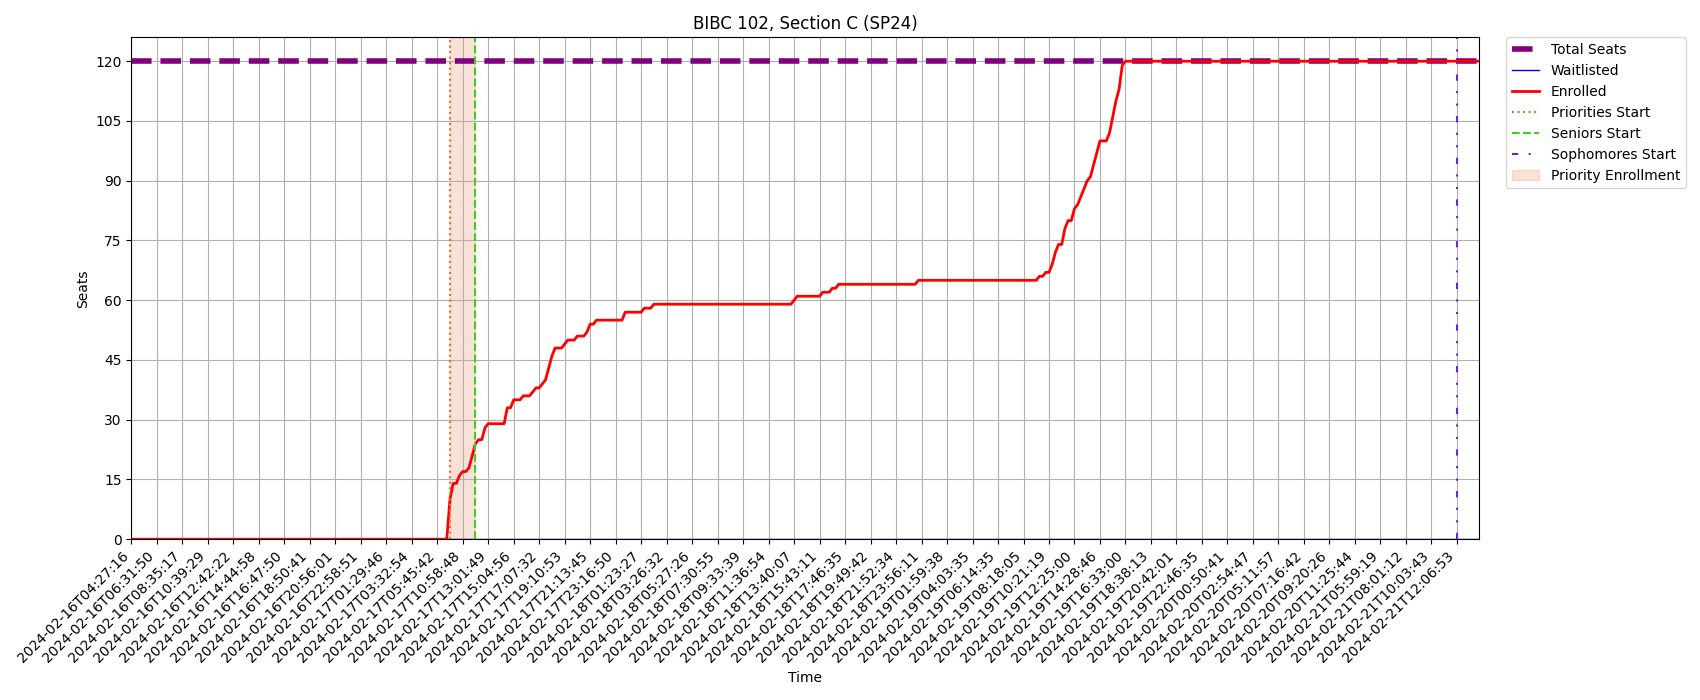 BIBC 102, Section C (SP24)
Total Seats
Waitlisted
Enrolled
Priorities Start
Seniors Start
Sophomores Start
Priority Enrollment
Seats
120
105
90
75
60
45
30
15
0
2024-02-16T04:27:16
2024-02-16T06:31:50
2024-02-16T08:35:17
2024-02-16T10:39:29
2024-02-16T12:42:22
2024-02-16T14:44:58
2024-02-16T16:47:50
2024-02-16T18:50:41
2024-02-16T20:56:01
2024-02-16T22:58:51
2024-02-17T01:29:46
2024-02-17T03:32:54
2024-02-17T05:45:42
2024-02-17T10:58:48
2024-02-17T13:01:49
2024-02-17T15:04:56
2024-02-17T17:07:32
2024-02-17T19:10:53
2024-02-17T21:13:45
2024-02-17T23:16:50
2024-02-18T01:23:27
2024-02-18T03:26:32
2024-02-18T05:27:26
2024-02-18T07:30:55
2024-02-18T09:33:39
2024-02-18T11:36:54
2024-02-18T13:40:07
2024-02-18T15:43:11
2024-02-18T17:46:35
2024-02-18T19:49:42
2024-02-18T21:52:34
2024-02-18T23:56:11
2024-02-19T01:59:38
2024-02-19T04:03:35
2024-02-19T06:14:35
2024-02-19T08:18:05
2024-02-19T10:21:19
2024-02-19T12:25:00
2024-02-19T14:28:46
2024-02-19T16:33:00
2024-02-19T18:38:13
2024-02-19T20:42:01
2024-02-19T22:46:35
2024-02-20T00:50:41
2024-02-20T02:54:47
2024-02-20T05:11:57
2024-02-20T07:16:42
2024-02-20T09:20:26
2024-02-20T11:25:44
2024-02-21T05:59:19
2024-02-21T08:01:12
2024-02-21T10:03:43
2024-02-21T12:06:53
Time